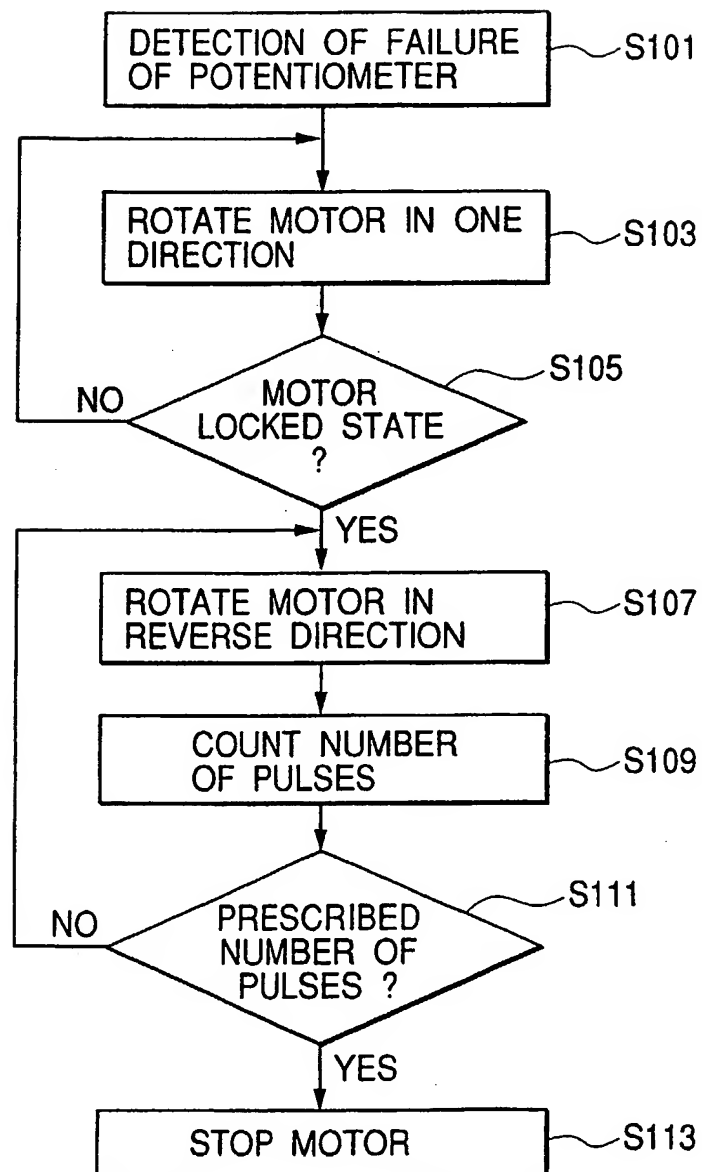 DETECTION OF FAILURE
OF POTENTIOMETER
S101
ROTATE MOTOR IN ONE
DIRECTION
S103
MOTOR
LOCKED STATE
?
S105
NO
YES
ROTATE MOTOR IN
REVERSE DIRECTION
S107
COUNT NUMBER
OF PULSES
S109
PRESCRIBED
NUMBER OF
PULSES ?
S111
NO
YES
STOP MOTOR
S113